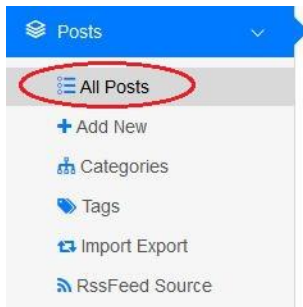 Posts
All Posts
Add New
Categories
Tags
Import Export
RssFeed Source